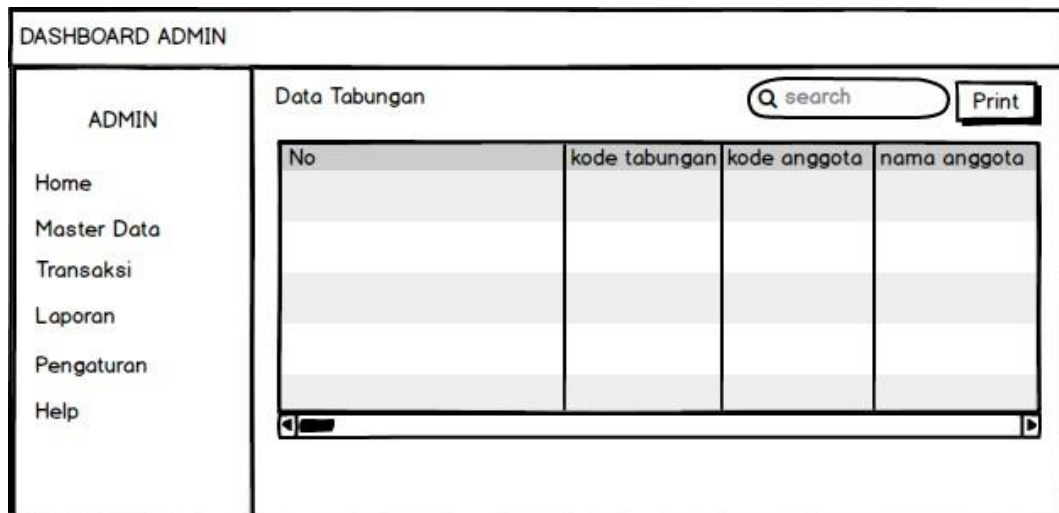 DASHBOARD ADMIN
ADMIN
Home
Master Data
Transaksi
Laporan
Pengaturan
Help
Data Tabungan
search
Print
No kode tabungan kode anggota nama anggota